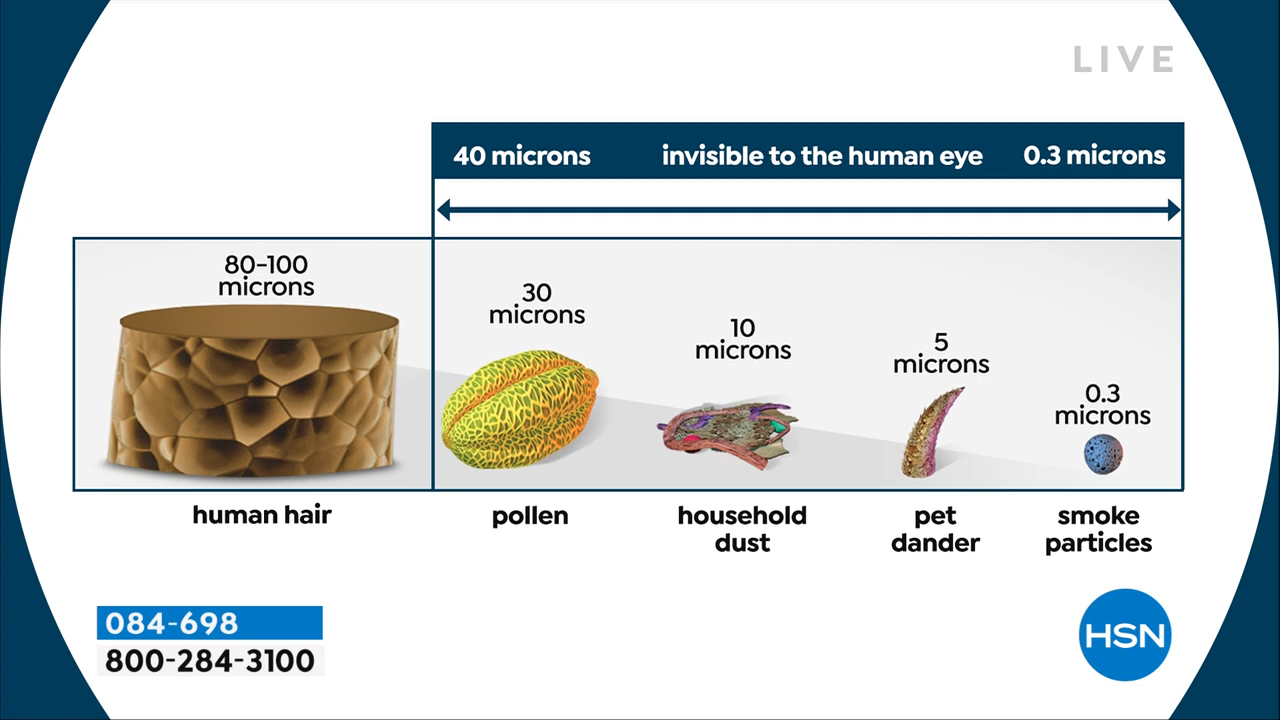 LIVE
40 microns invisible to the human eye 0.3 microns
80-100
microns
30
microns
10
microns
5
microns
0.3
microns
human hair
pollen
household
dust
pet
dander
smoke
particles
084-698
800-284-3100
HSN